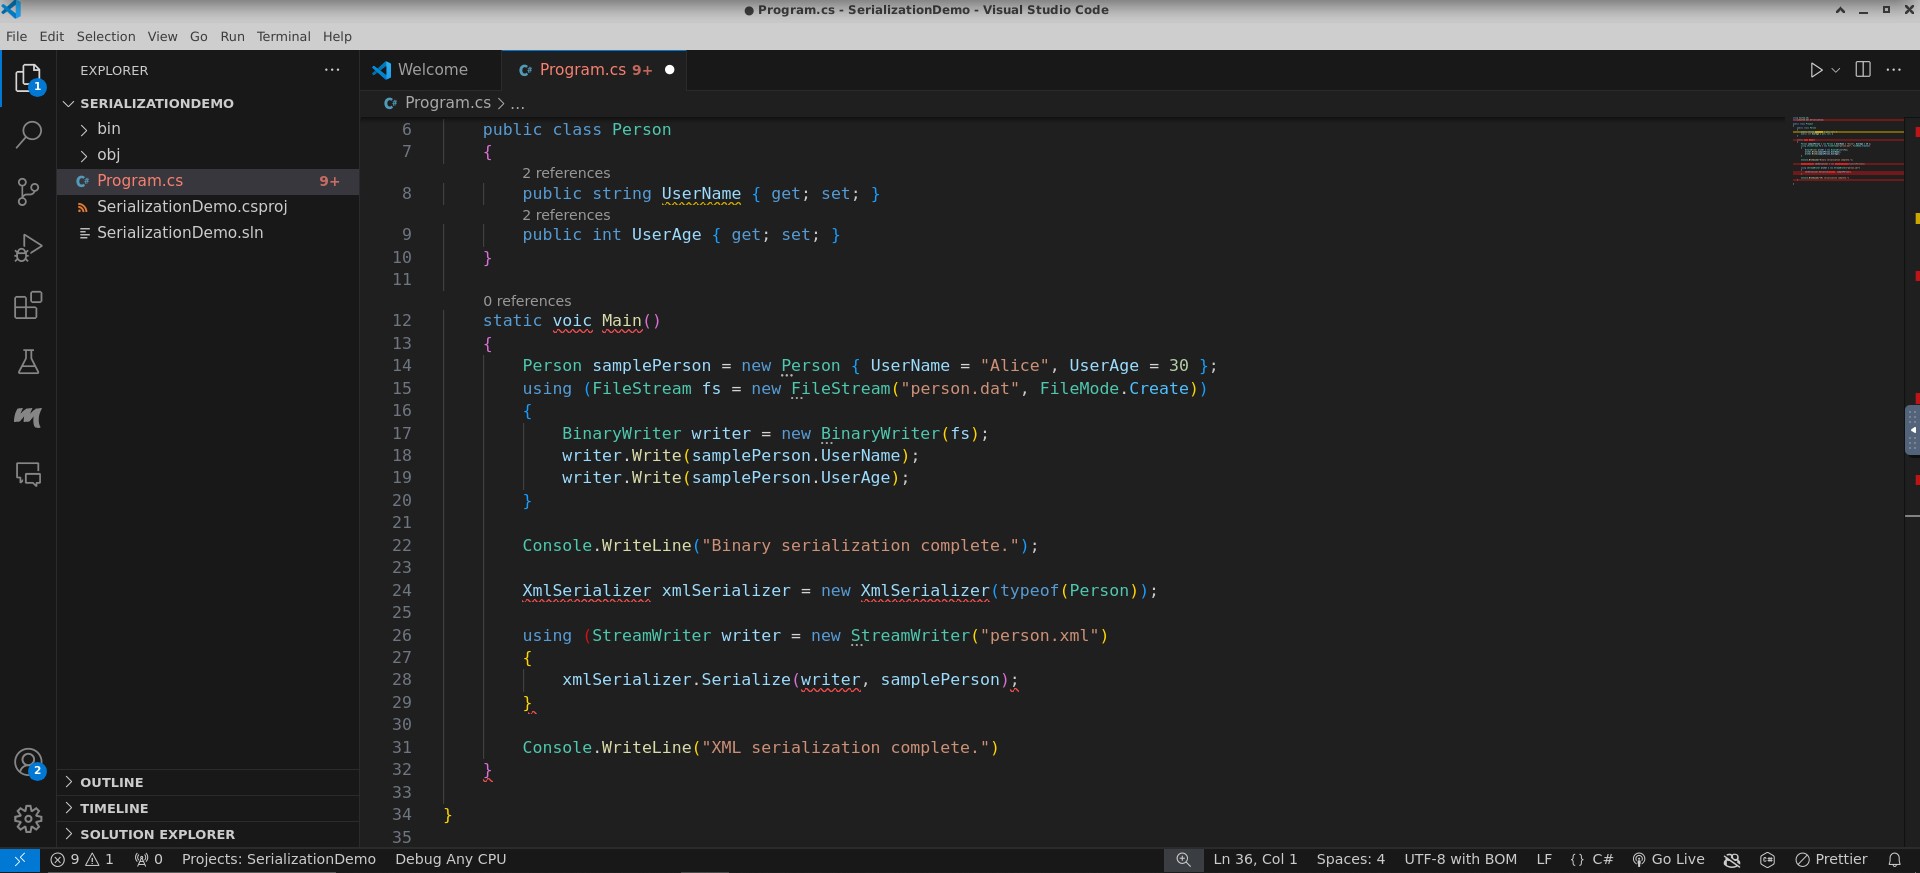 Program.cs - SerializationDemo - Visual Studio Code
File Edit Selection View Go Run Terminal Help
EXPLORER
Welcome
Program.cs 9+
1
SERIALIZATIONDEMO
bin
obj
Program.cs 9+
SerializationDemo.csproj
SerializationDemo.sln
OUTLINE
TIMELINE
SOLUTION EXPLORER
2
Program.cs > ...
6 public class Person
7 {
2 references
8 public string UserName { get; set; }
2 references
9 public int UserAge { get; set; }
10 }
11
0 references
12 static voic Main()
13 {
14 Person samplePerson = new Person { UserName = "Alice", UserAge = 30 };
15 using (FileStream fs = new FileStream("person.dat", FileMode.Create))
16 {
17 BinaryWriter writer = new BinaryWriter(fs);
18 writer.Write(samplePerson.UserName);
19 writer.Write(samplePerson.UserAge);
20 }
21
22 Console.WriteLine("Binary serialization complete.");
23
24 XmlSerializer xmlSerializer = new XmlSerializer(typeof(Person));
25
26 using (StreamWriter writer = new StreamWriter("person.xml")
27 {
28 xmlSerializer.Serialize(writer, samplePerson);
29 }
30
31 Console.WriteLine("XML serialization complete.")
32 }
33
34 }
35
9 1 0 Projects: SerializationDemo Debug Any CPU Ln 36, Col 1 Spaces: 4 UTF-8 with BOM LF {} C# Go Live Prettier